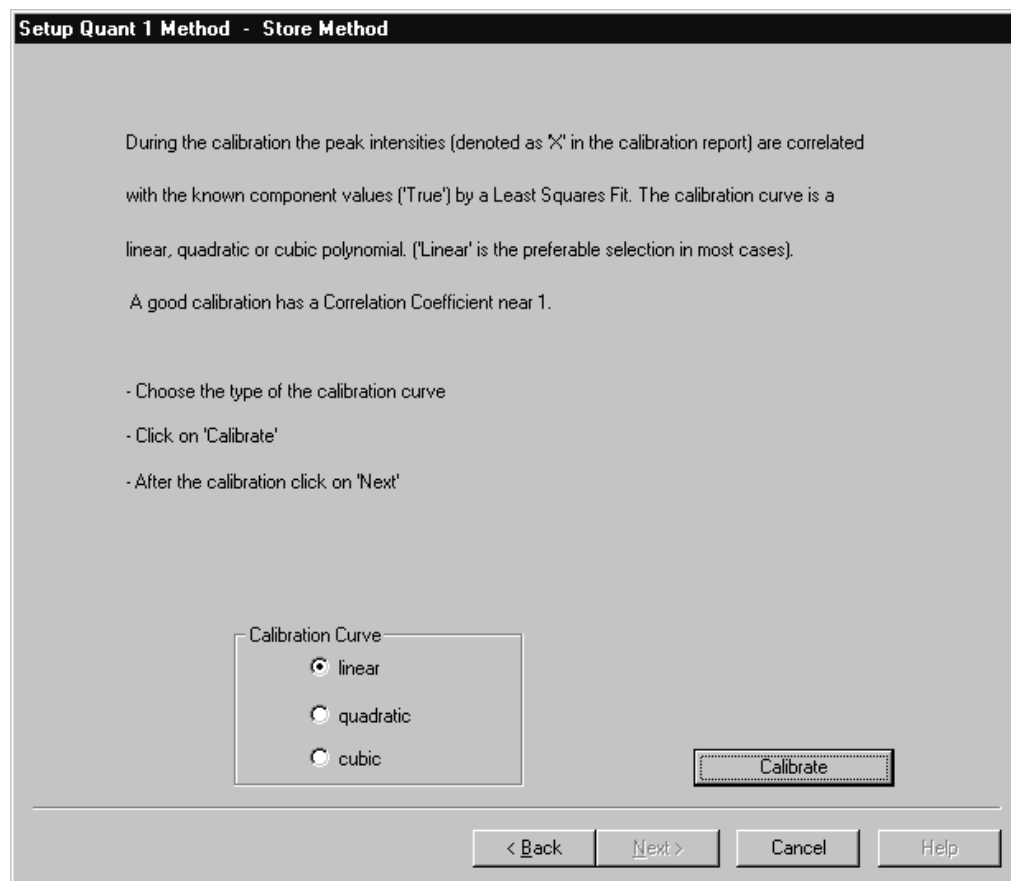 Setup Quant 1 Method - Store Method
During the calibration the peak intensities (denoted as 'X' in the calibration report) are correlated
with the known component values ('True') by a Least Squares Fit. The calibration curve is a
linear, quadratic or cubic polynomial. ('Linear' is the preferable selection in most cases).
A good calibration has a Correlation Coefficient near 1.
- Choose the type of the calibration curve
- Click on 'Calibrate'
- After the calibration click on 'Next'
Calibration Curve
linear
quadratic
cubic
Calibrate
< Back Next > Cancel Help